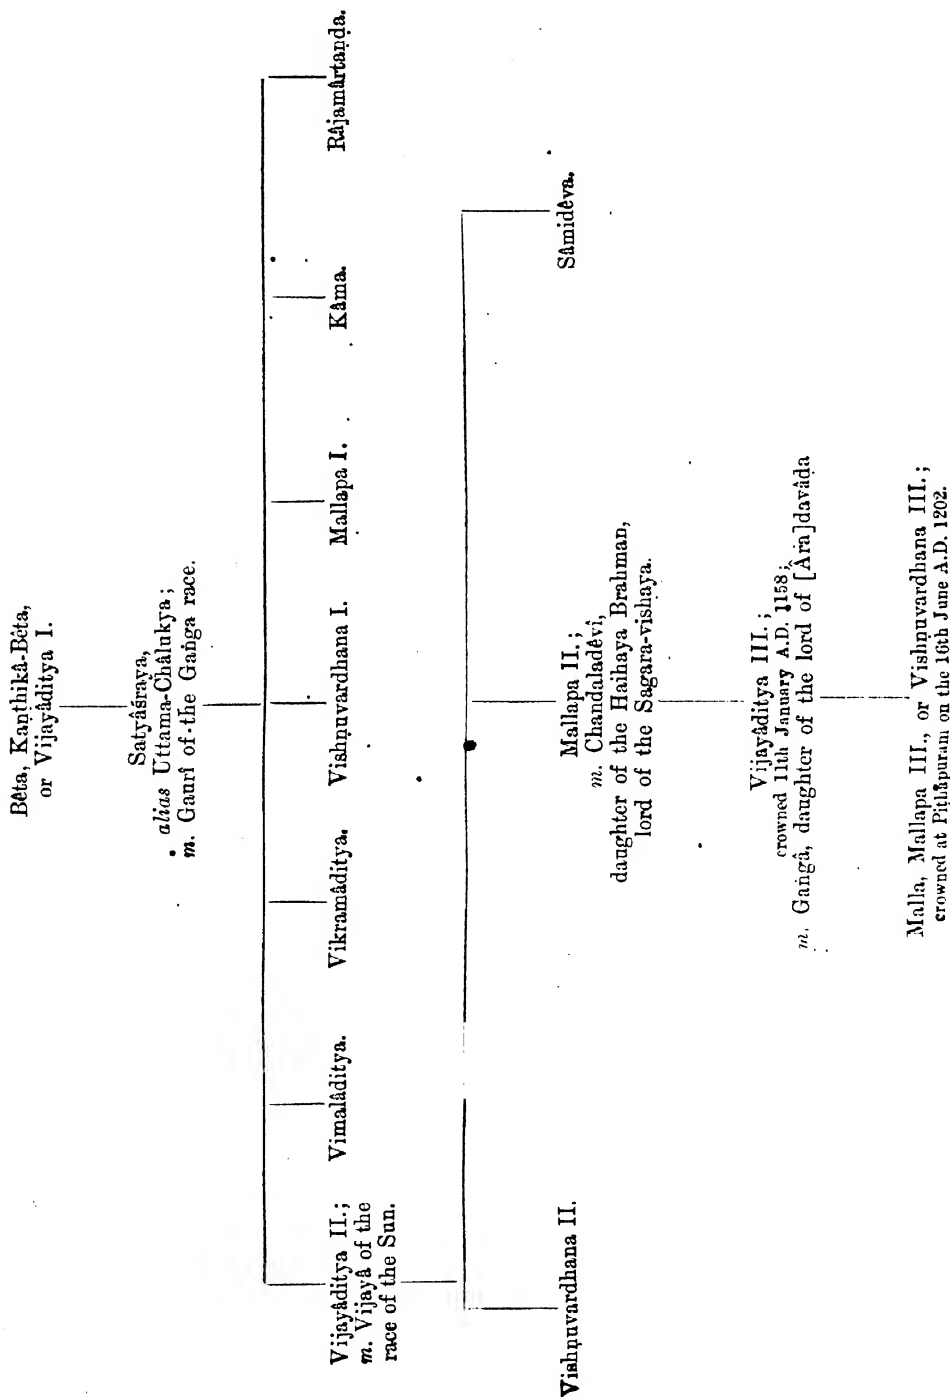 Bêta, Kaṇṭhikâ-Bêta,
or Vijayâditya I.
Satyâśraya,
alias Uttama-Châlukya;
m. Gaurî of the Gaṅga race.
Vijayâditya II.;
m. Vijayâ of the
race of the Sun.
Vimalâditya.
Vikramâditya.
Vishṇuvardhana I.
Mallapa I.
Kâma.
Râjamârtaṇḍa.
Vishṇuvardhana II.
Mallapa II.;
m. Chandaladêvî,
daughter of the Haihaya Brahman,
lord of the Sagara-vishaya.
Sâmidêva.
Vijayâditya III.;
crowned 11th January A.D. 1158;
m. Gaṅgâ, daughter of the lord of [Âra]davâḍa
Malla, Mallapa III., or Vishṇuvardhana III.;
crowned at Piṭhâpuram on the 16th June A.D. 1202.